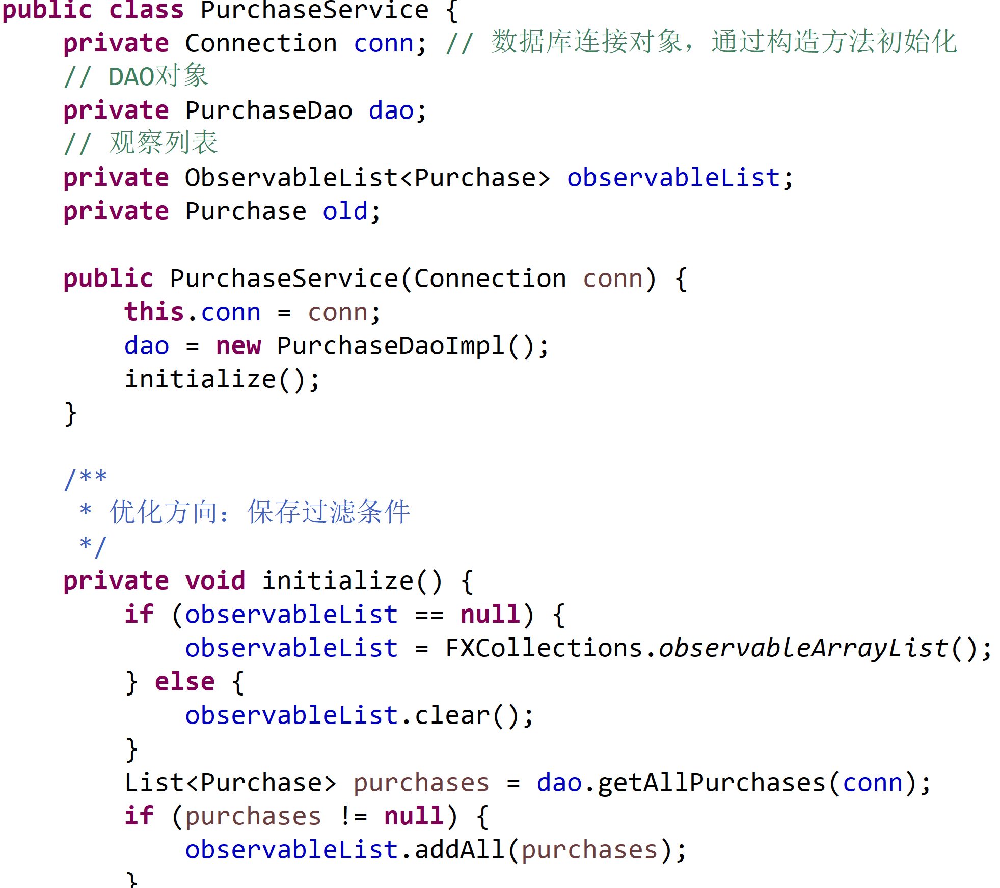 public class PurchaseService {
    private Connection conn; // 数据库连接对象，通过构造方法初始化
    // DAO对象
    private PurchaseDao dao;
    // 观察列表
    private ObservableList<Purchase> observableList;
    private Purchase old;

    public PurchaseService(Connection conn) {
        this.conn = conn;
        dao = new PurchaseDaoImpl();
        initialize();
    }

    /**
     * 优化方向：保存过滤条件
     */
    private void initialize() {
        if (observableList == null) {
            observableList = FXCollections.observableArrayList();
        } else {
            observableList.clear();
        }
        List<Purchase> purchases = dao.getAllPurchases(conn);
        if (purchases != null) {
            observableList.addAll(purchases);
        }